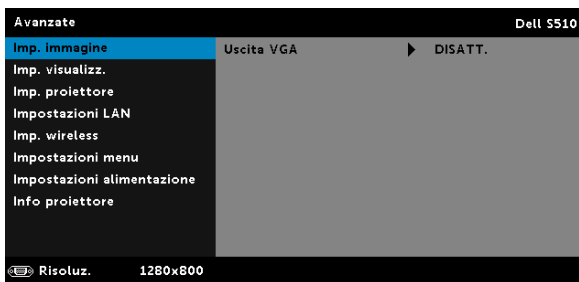 Avanzate Dell S510
Imp. immagine Uscita VGA DISATT.
Imp. visualizz.
Imp. proiettore
Impostazioni LAN
Imp. wireless
Impostazioni menu
Impostazioni alimentazione
Info proiettore
Risoluz. 1280x800